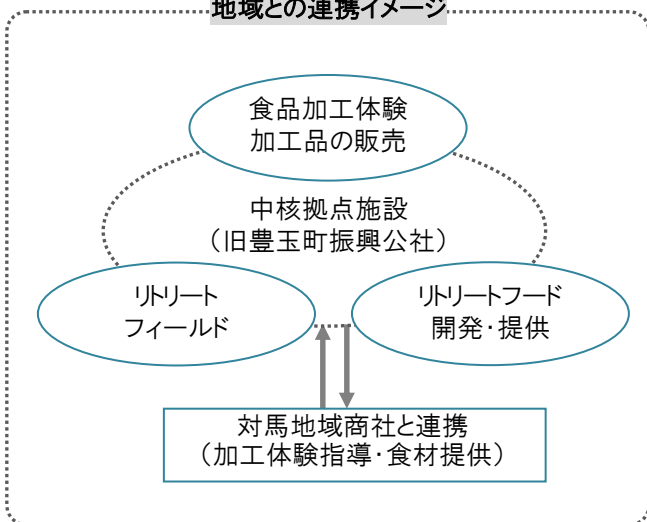 地域との連携イメージ
食品加工体験
加工品の販売
中核拠点施設
（旧豊玉町振興公社）
リトリート
フィールド
リトリートフード
開発・提供
対馬地域商社と連携
（加工体験指導・食材提供）